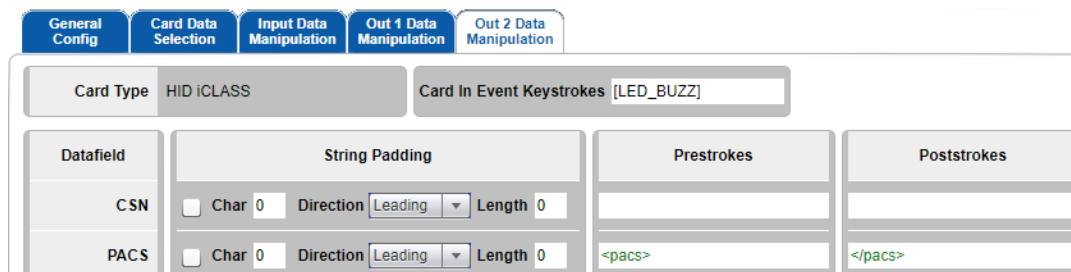 General Config
Card Data Selection
Input Data Manipulation
Out 1 Data Manipulation
Out 2 Data Manipulation
Card Type HID iCLASS Card In Event Keystrokes [LED_BUZZ]
Datafield String Padding Prestrokes Poststrokes
CSN Char 0 Direction Leading Length 0
PACS Char 0 Direction Leading Length 0 <pacs> </pacs>